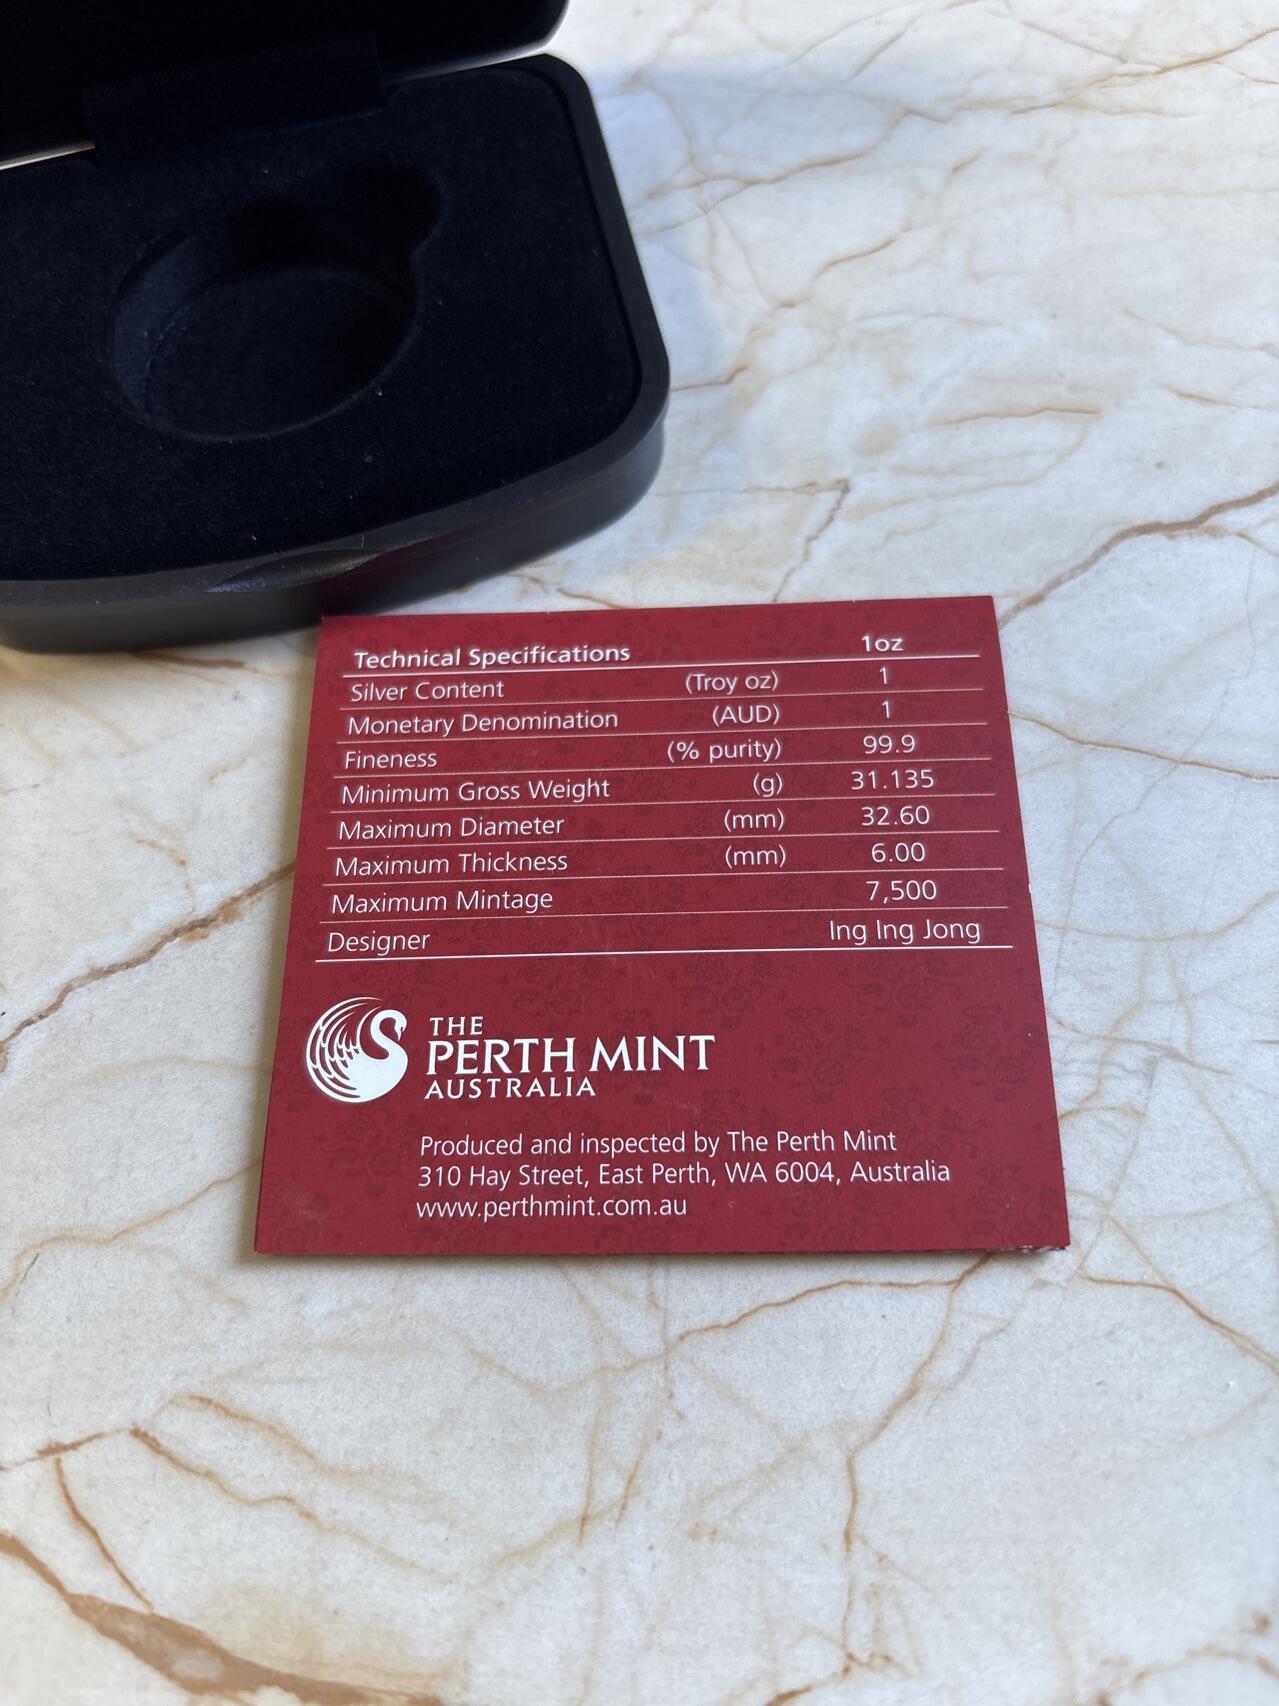 Technical Specifications 1oz
Silver Content (Troy oz) 1
Monetary Denomination (AUD) 1
Fineness (% purity) 99.9
Minimum Gross Weight (g) 31.135
Maximum Diameter (mm) 32.60
Maximum Thickness (mm) 6.00
Maximum Mintage 7,500
Designer Ing Ing Jong
THE
PERTH MINT
AUSTRALIA
Produced and inspected by The Perth Mint
310 Hay Street, East Perth, WA 6004, Australia
www.perthmint.com.au